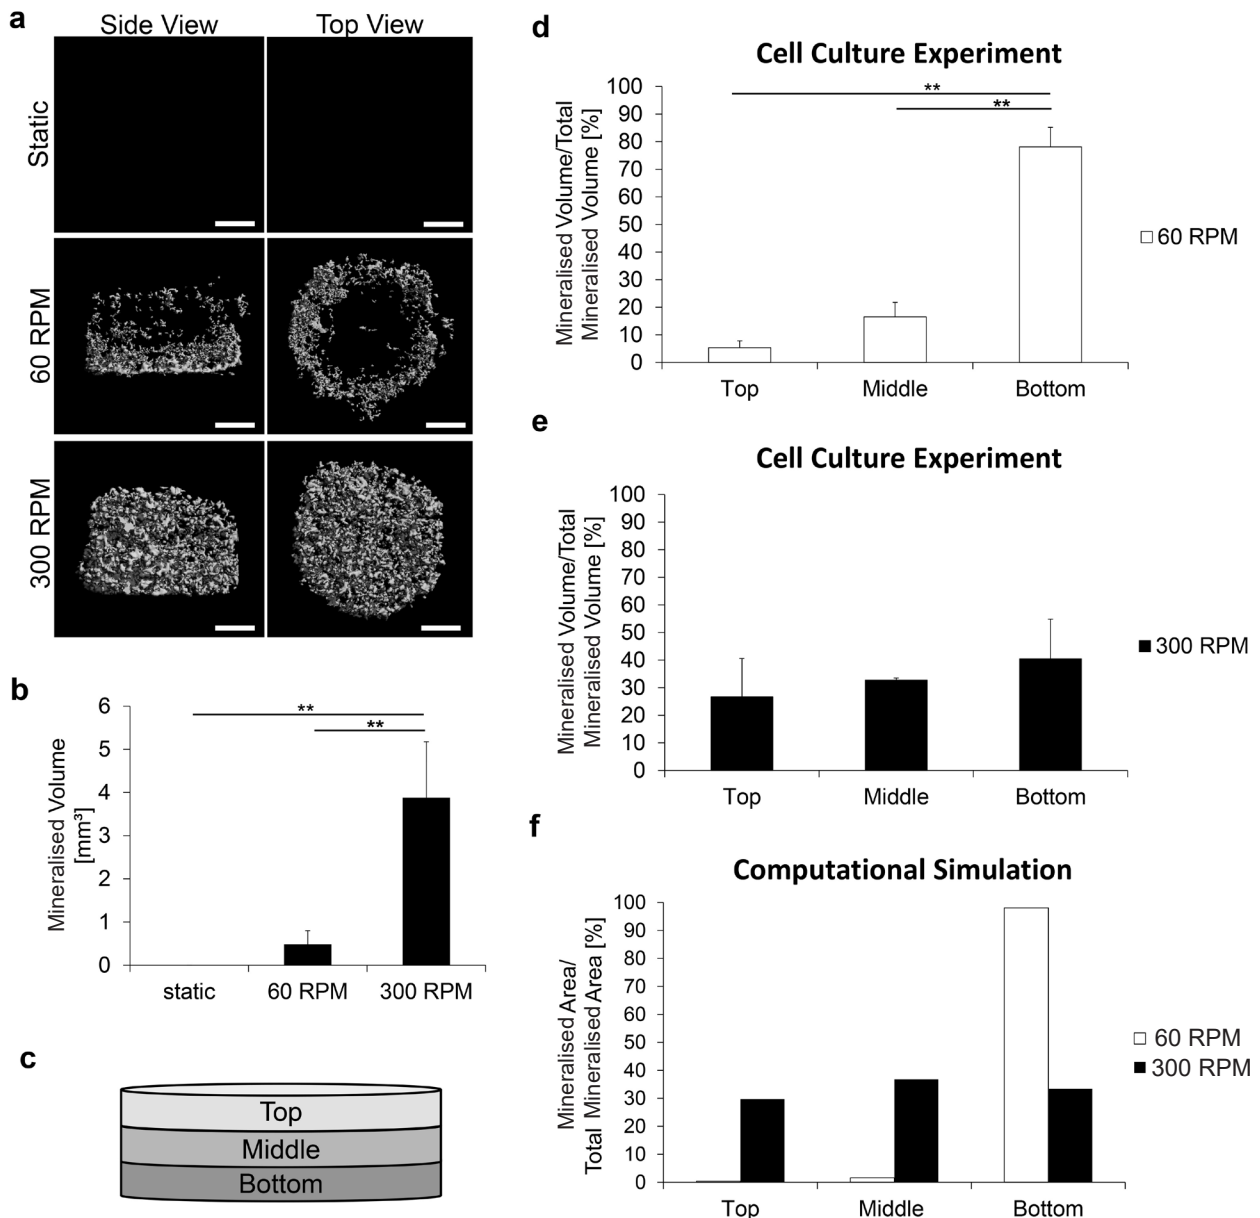 a
Side View
Top View
Static
60 RPM
300 RPM
b
Mineralised Volume
[mm³]
6
5
4
3
2
1
0
**
**
static
60 RPM
300 RPM
c
Top
Middle
Bottom
d
Cell Culture Experiment
Mineralised Volume/Total
Mineralised Volume [%]
100
90
80
70
60
50
40
30
20
10
0
**
**
Top
Middle
Bottom
60 RPM
e
Cell Culture Experiment
Mineralised Volume/Total
Mineralised Volume [%]
100
90
80
70
60
50
40
30
20
10
0
Top
Middle
Bottom
300 RPM
f
Computational Simulation
Mineralised Area/
Total Mineralised Area [%]
100
90
80
70
60
50
40
30
20
10
0
Top
Middle
Bottom
60 RPM
300 RPM